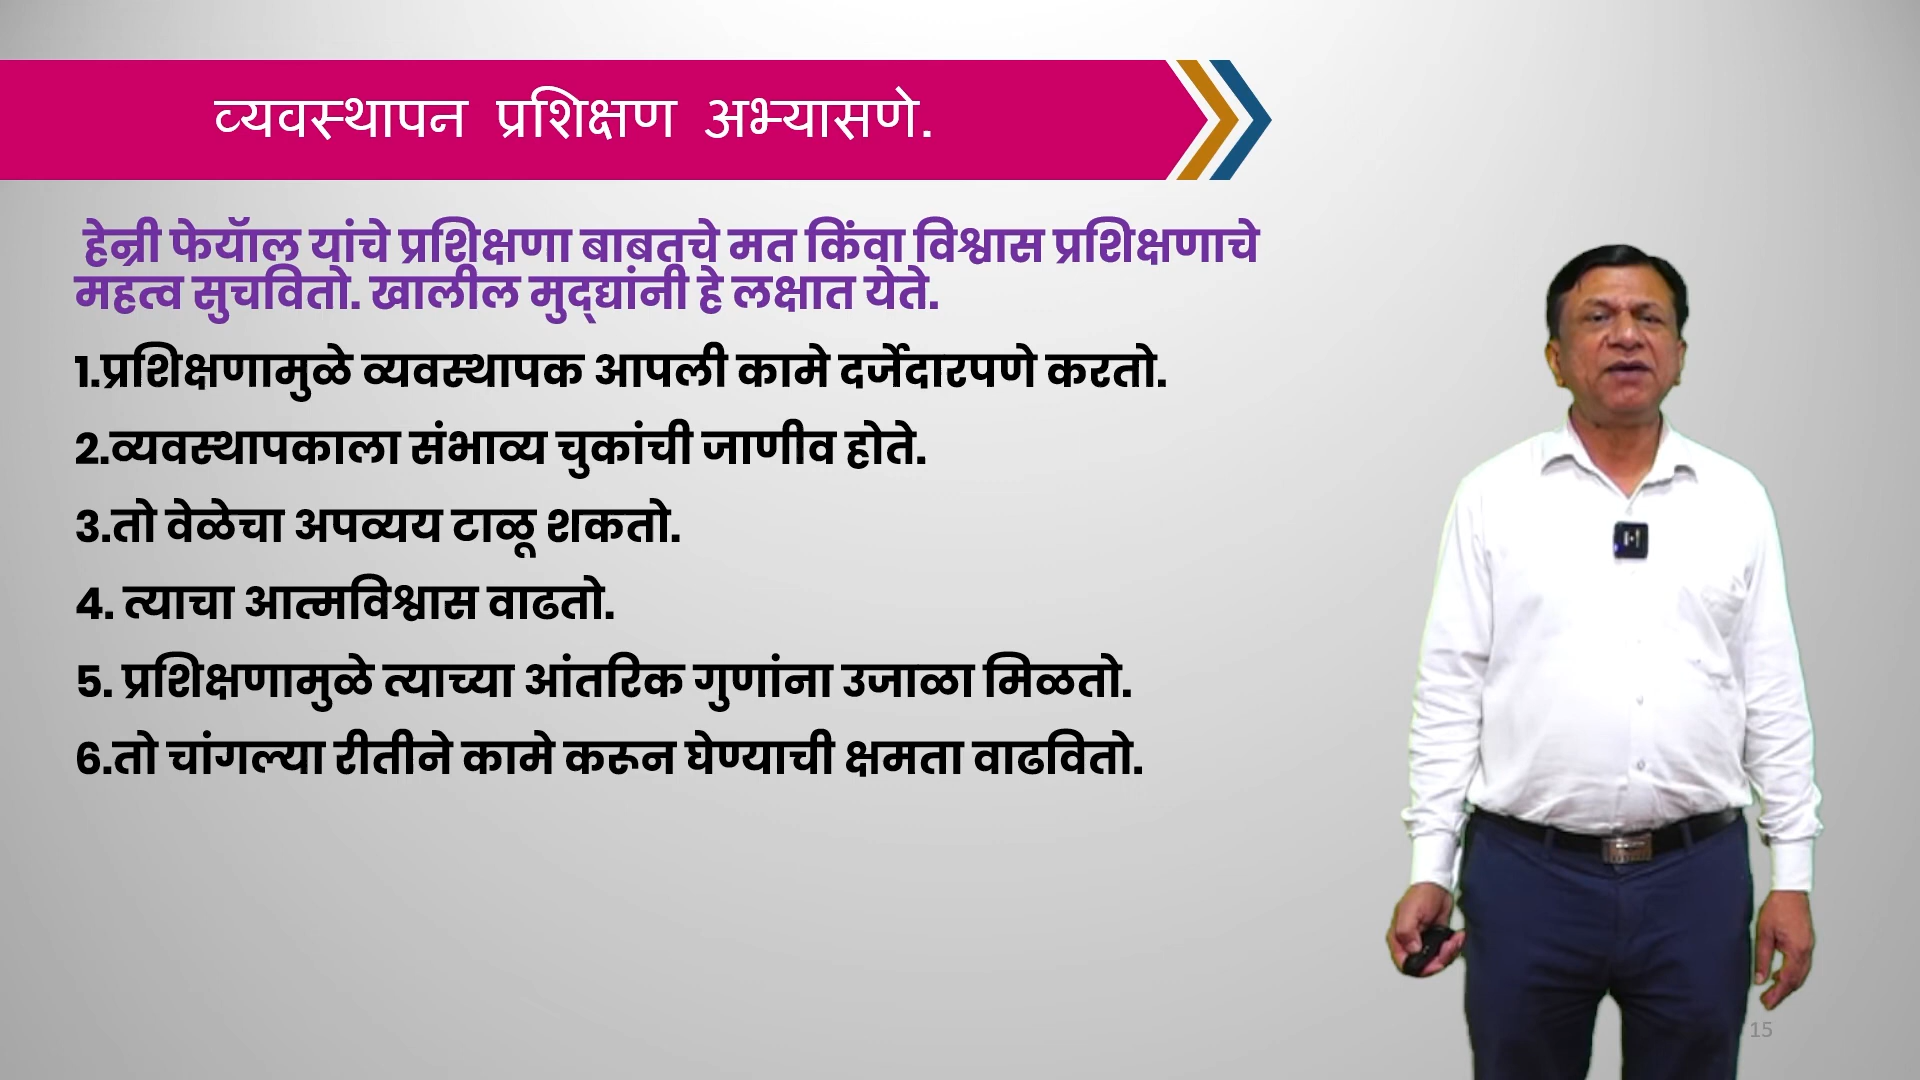 व्यवस्थापन प्रशिक्षण अभ्यासणे.
हेन्री फेयॅाल यांचे प्रशिक्षणा बाबतचे मत किंवा विश्वास प्रशिक्षणाचे
महत्व सुचवितो. खालील मुद्द्यांनी हे लक्षात येते.
1.प्रशिक्षणामुळे व्यवस्थापक आपली कामे दर्जेदारपणे करतो.
2.व्यवस्थापकाला संभाव्य चुकांची जाणीव होते.
3.तो वेळेचा अपव्यय टाळू शकतो.
4. त्याचा आत्मविश्वास वाढतो.
5. प्रशिक्षणामुळे त्याच्या आंतरिक गुणांना उजाळा मिळतो.
6.तो चांगल्या रीतीने कामे करून घेण्याची क्षमता वाढवितो.
15